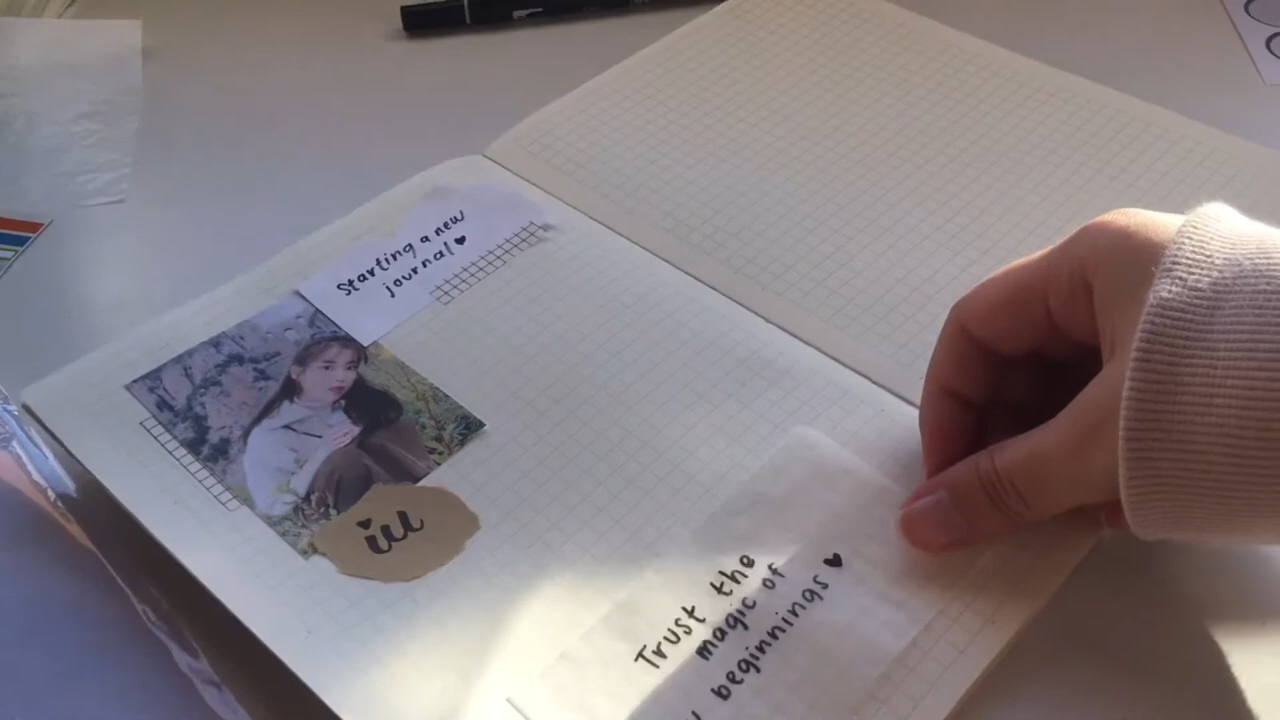 Starting a new
journal
iu
Trust the
magic of
beginnings